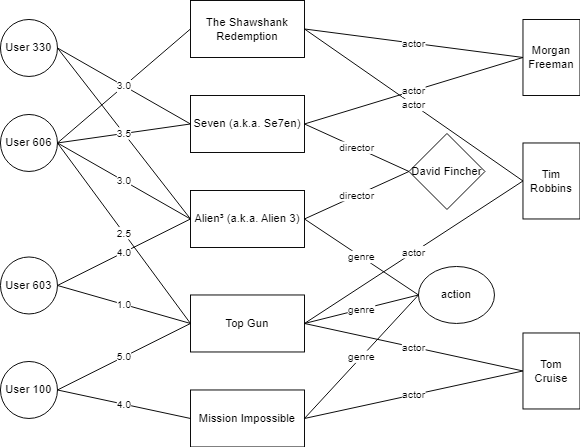 The Shawshank
Redemption
User 330
actor
Morgan
Freeman
3.0
actor
actor
Seven (a.k.a. Se7en)
3.5
User 606
director
David Fincher
3.0
Tim
Robbins
director
Alien³ (a.k.a. Alien 3)
2.5
4.0
genre
actor
User 603
action
1.0
genre
Top Gun
actor
5.0
genre
Tom
Cruise
User 100
4.0
actor
Mission Impossible